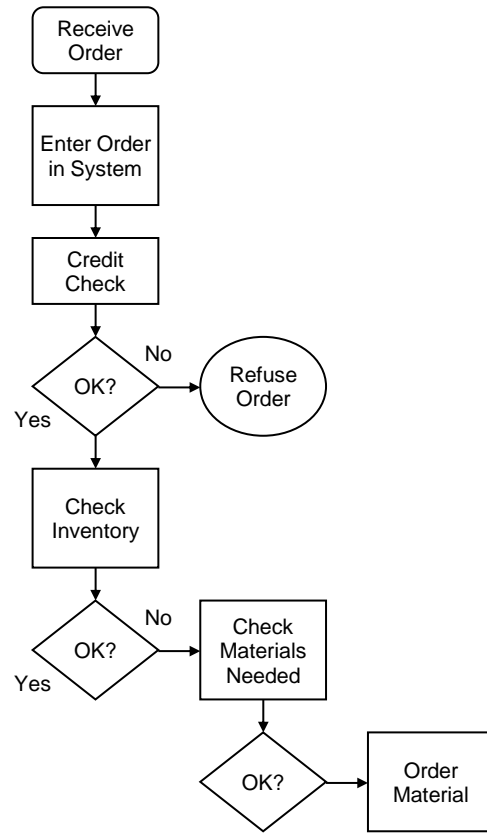 Receive
Order
Enter Order
in System
Credit
Check
No
OK?
Refuse
Order
Yes
Check
Inventory
No
OK?
Check
Materials
Needed
Yes
OK?
Order
Material